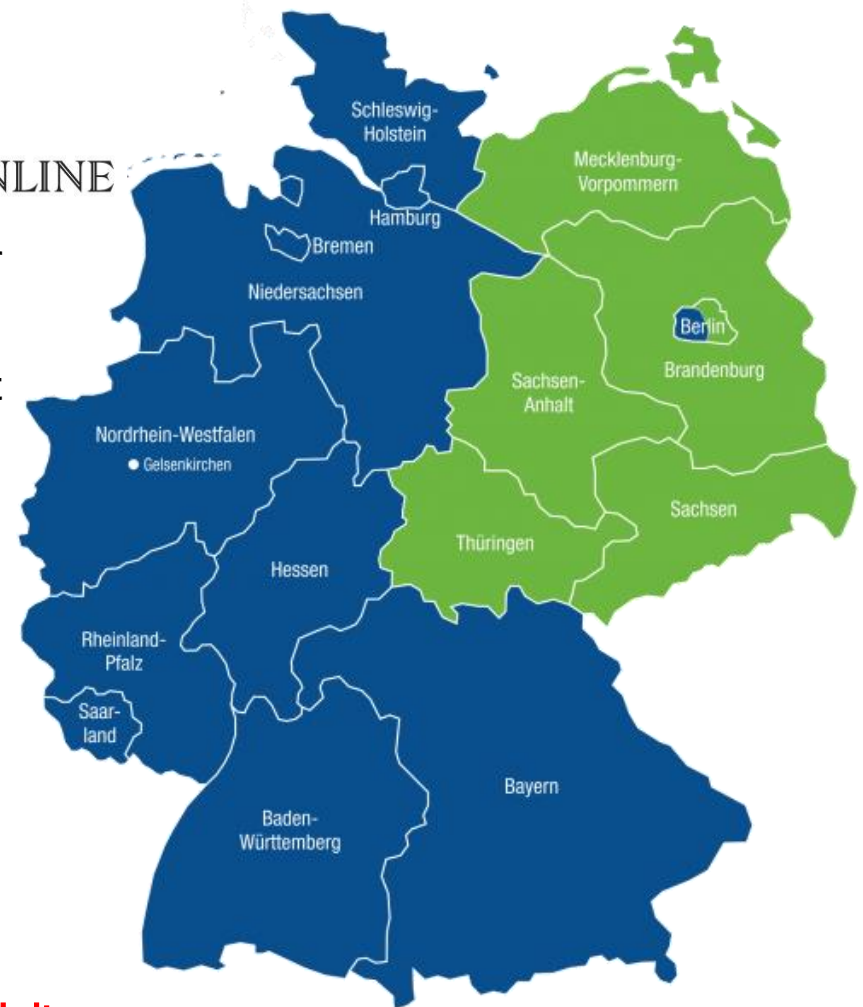 Schleswig-
Holstein
Mecklenburg-
Vorpommern
NLINE
Hamburg
Bremen
Niedersachsen
Berlin
Brandenburg
Sachsen-
Anhalt
Nordrhein-Westfalen
Gelsenkirchen
Sachsen
Thüringen
Hessen
Rheinland-
Pfalz
Saar-
land
Bayern
Baden-
Württemberg